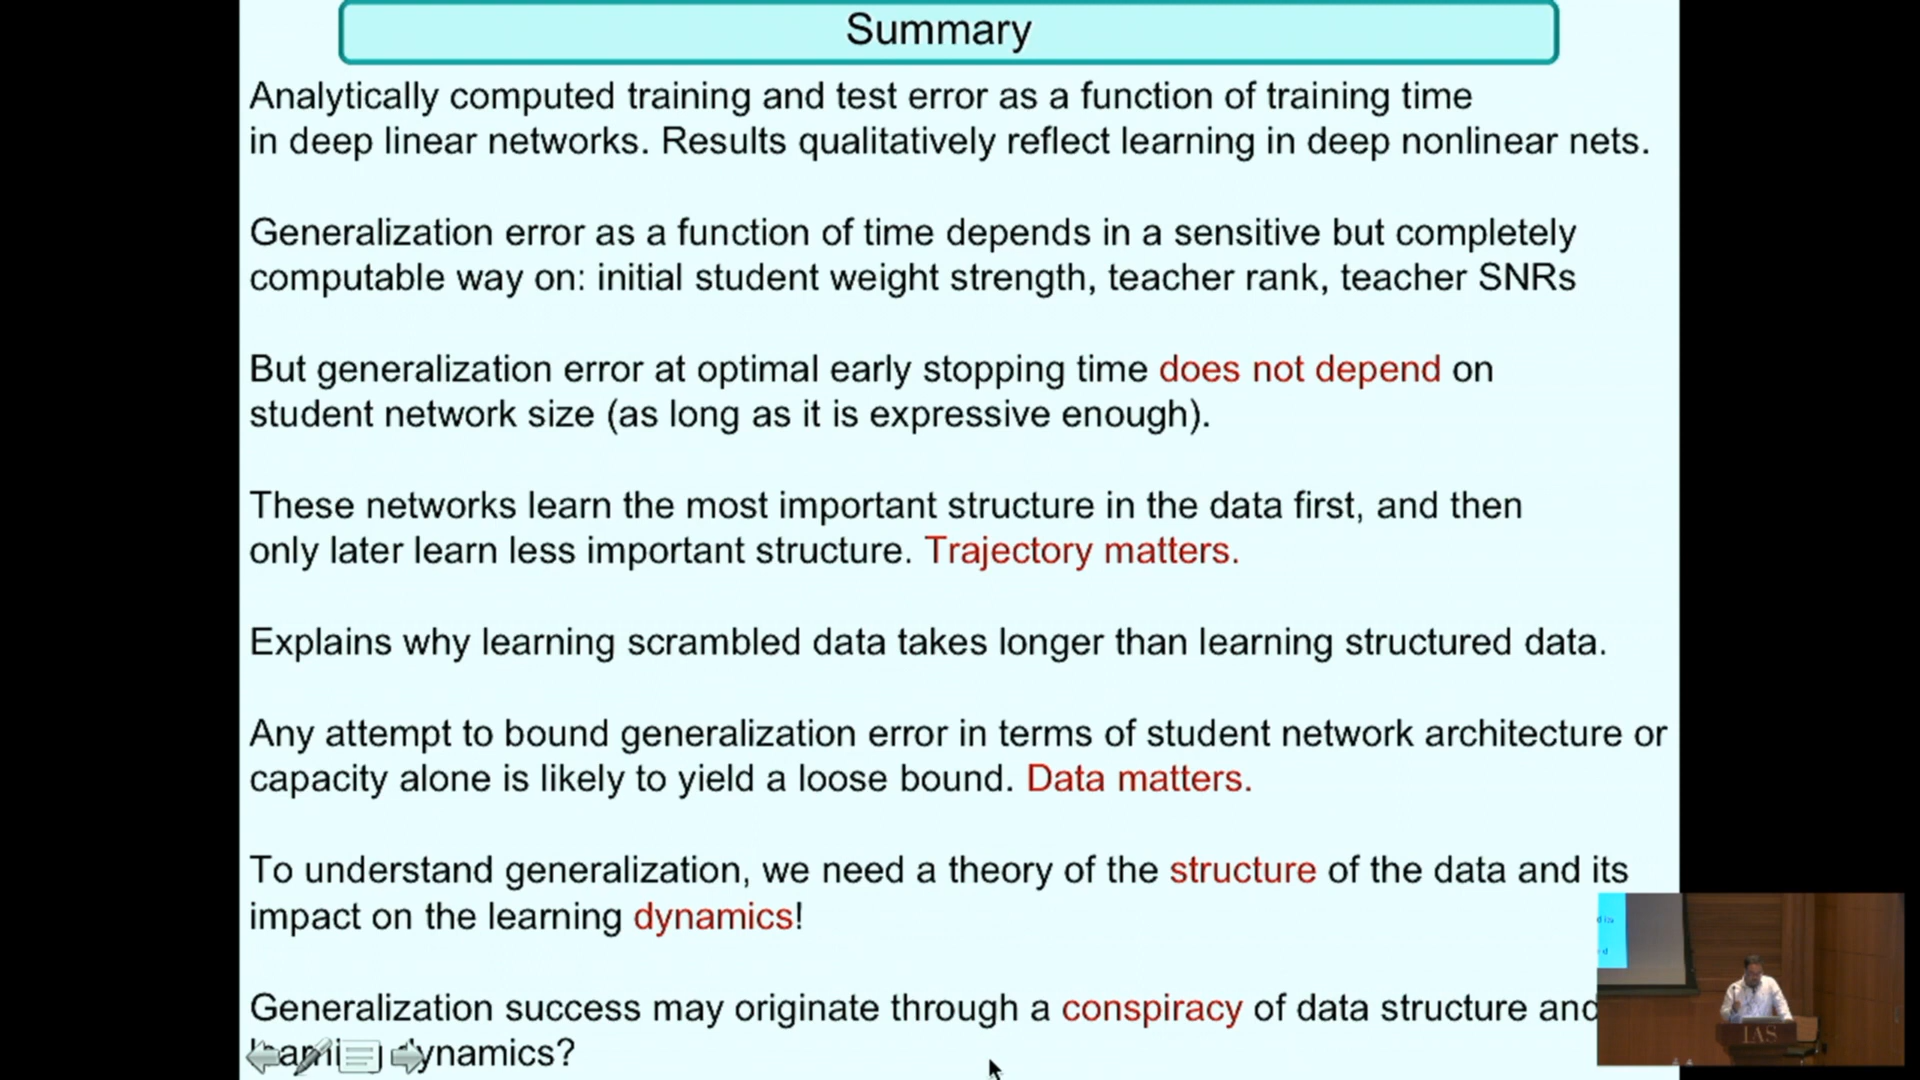 Summary
Analytically computed training and test error as a function of training time
in deep linear networks. Results qualitatively reflect learning in deep nonlinear nets.
Generalization error as a function of time depends in a sensitive but completely
computable way on: initial student weight strength, teacher rank, teacher SNRs
But generalization error at optimal early stopping time does not depend on
student network size (as long as it is expressive enough).
These networks learn the most important structure in the data first, and then
only later learn less important structure. Trajectory matters.
Explains why learning scrambled data takes longer than learning structured data.
Any attempt to bound generalization error in terms of student network architecture or
capacity alone is likely to yield a loose bound. Data matters.
To understand generalization, we need a theory of the structure of the data and its
impact on the learning dynamics!
Generalization success may originate through a conspiracy of data structure and
learning dynamics?
IAS